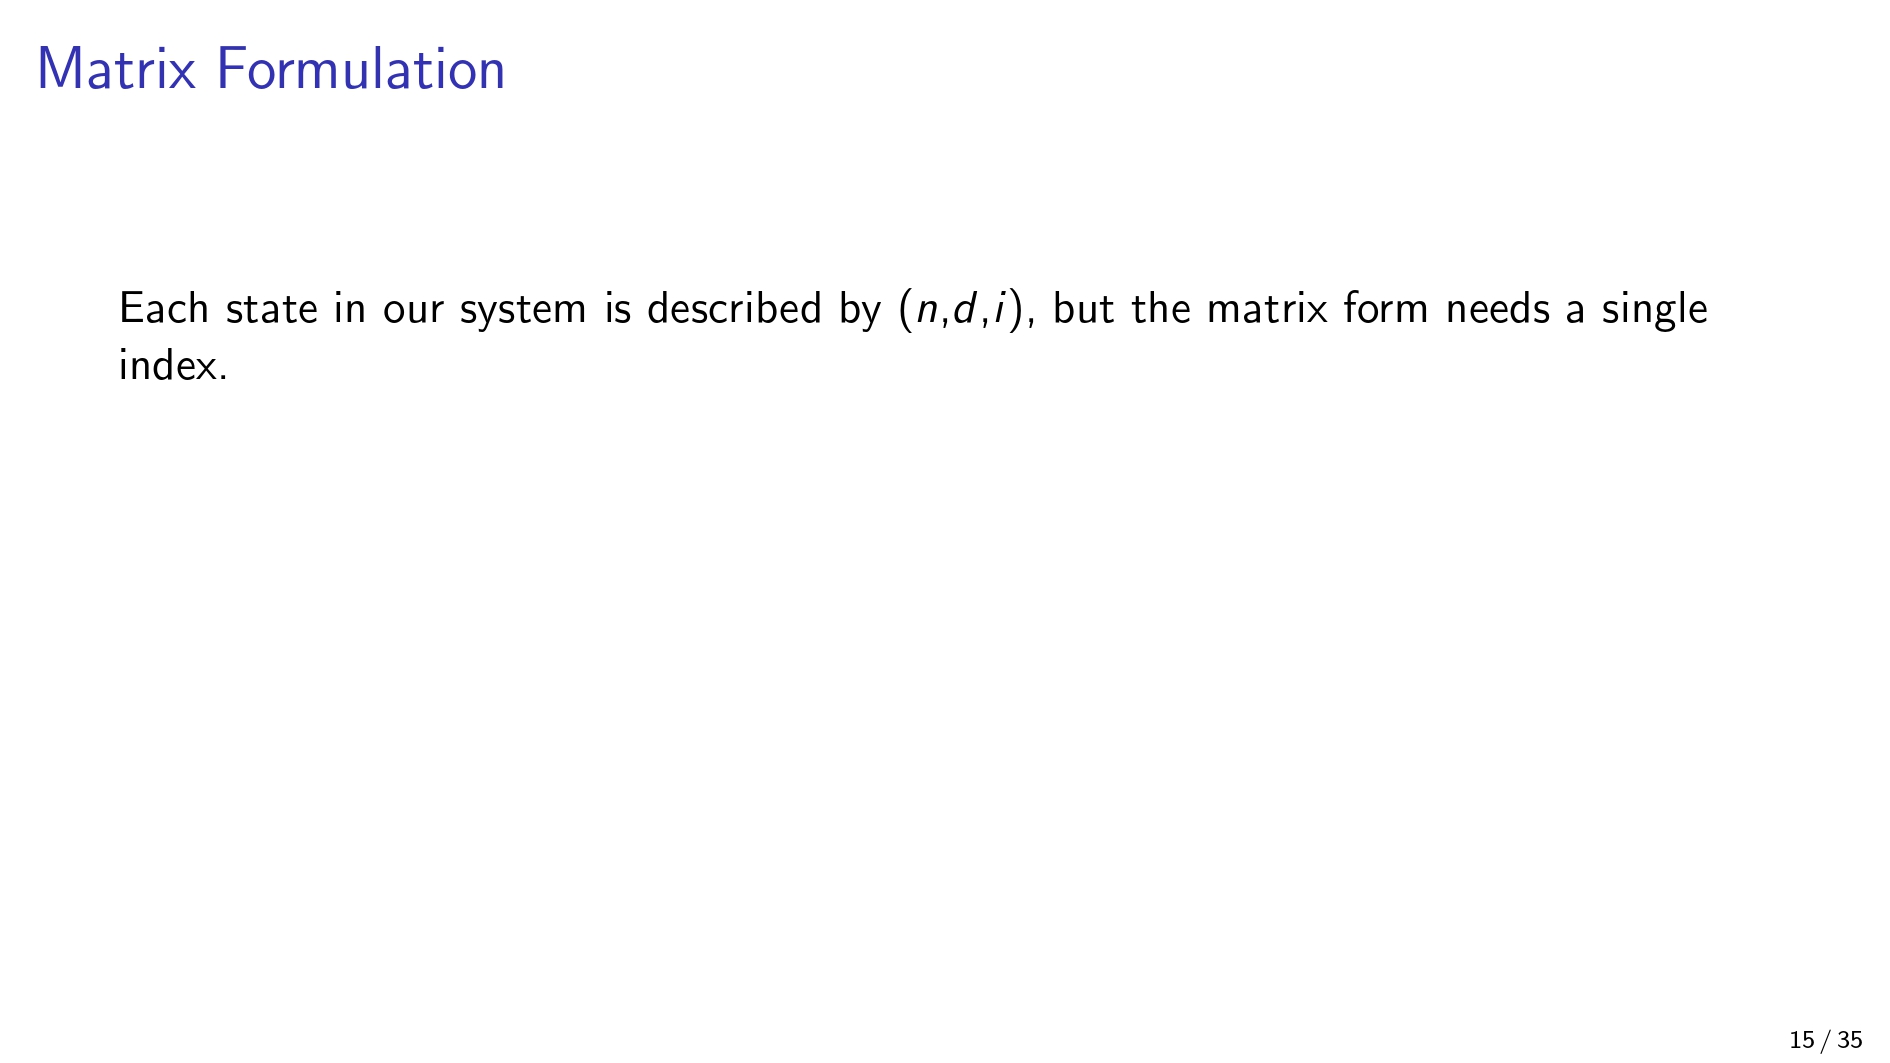 Matrix Formulation
Each state in our system is described by (n,d,i), but the matrix form needs a single
index.
15 / 35